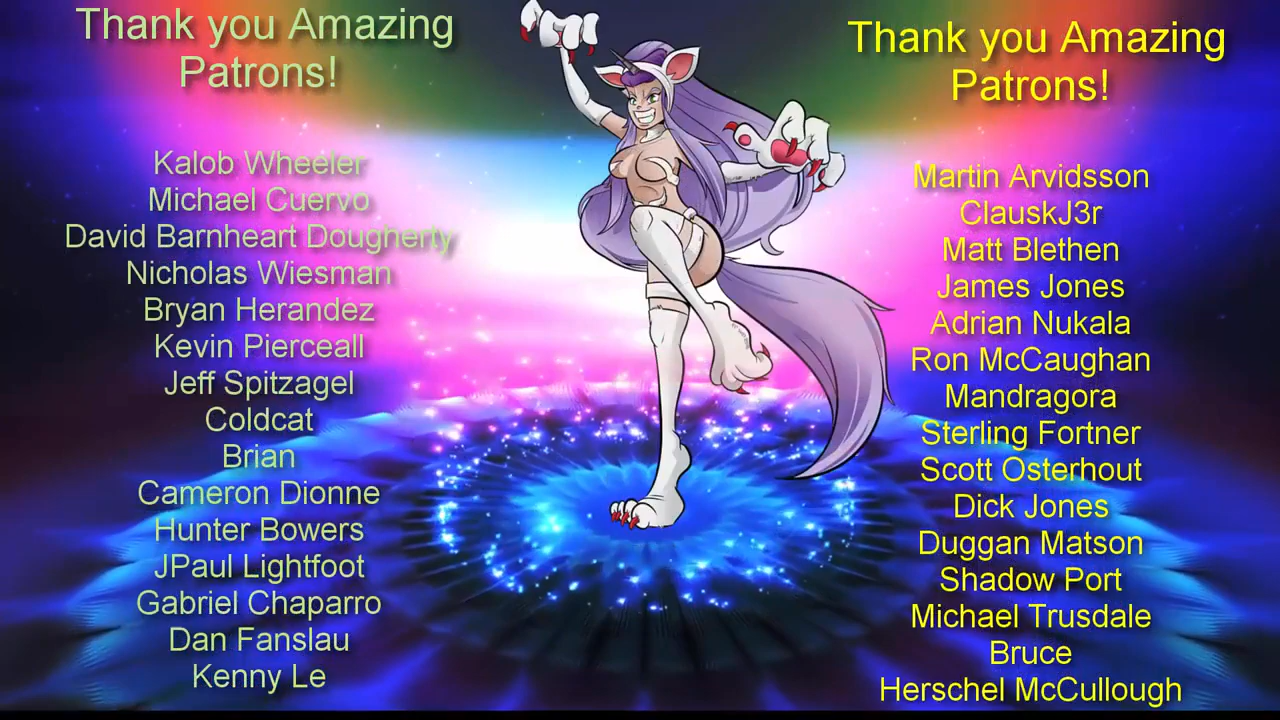 Thank you Amazing
Patrons!
Kalob Wheeler
Michael Cuervo
David Barnheart Dougherty
Nicholas Wiesman
Bryan Herandez
Kevin Pierceall
Jeff Spitzagel
Coldcat
Brian
Cameron Dionne
Hunter Bowers
JPaul Lightfoot
Gabriel Chaparro
Dan Fanslau
Kenny Le
Thank you Amazing
Patrons!
Martin Arvidsson
ClauskJ3r
Matt Blethen
James Jones
Adrian Nukala
Ron McCaughan
Mandragora
Sterling Fortner
Scott Osterhout
Dick Jones
Duggan Matson
Shadow Port
Michael Trusdale
Bruce
Herschel McCullough